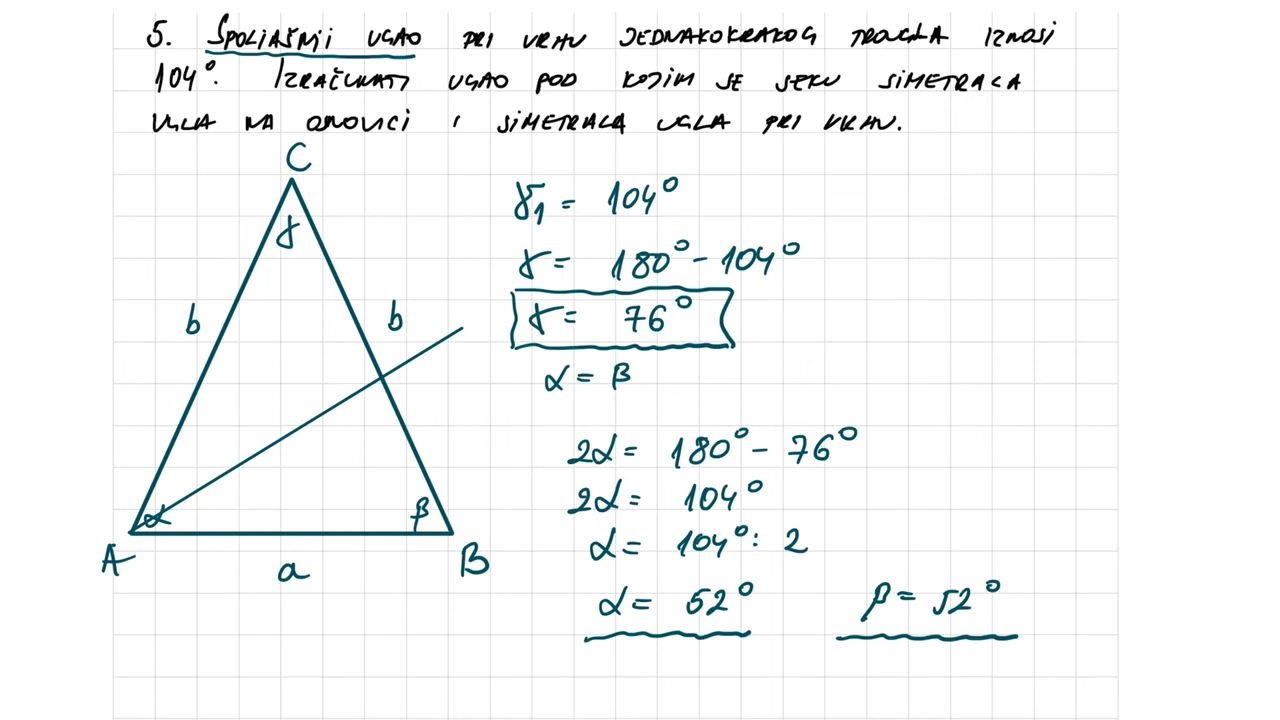 5. SPOLJAŠNJI UGAO PRI VRHU JEDNAKOKRAKOG TROUGLA IZNOSI
104°. IZRAČUNATI UGAO POD KOJIM SE SEKU SIMETRALA
UGLA NA OSNOVICI I SIMETRALA UGLA PRI VRHU.
C
γ₁ = 104°
γ
γ = 180° - 104°
b
b
γ = 76°
α = β
2α = 180° - 76°
2α = 104°
α
β
α = 104° : 2
A
a
B
α = 52°
β = 52°